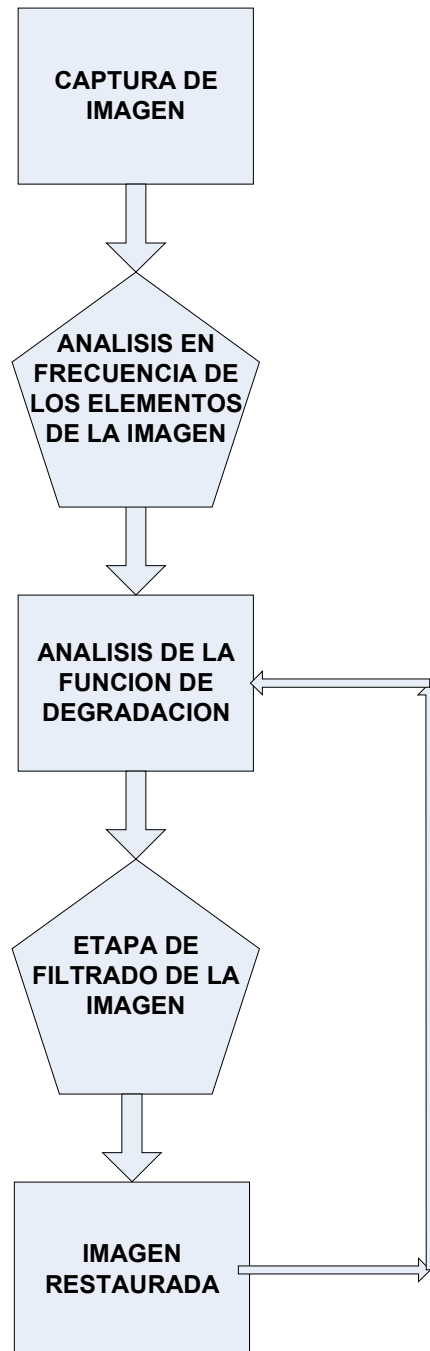 CAPTURA DE
IMAGEN
ANALISIS EN
FRECUENCIA DE
LOS ELEMENTOS
DE LA IMAGEN
ANALISIS DE LA
FUNCION DE
DEGRADACION
ETAPA DE
FILTRADO DE LA
IMAGEN
IMAGEN
RESTAURADA